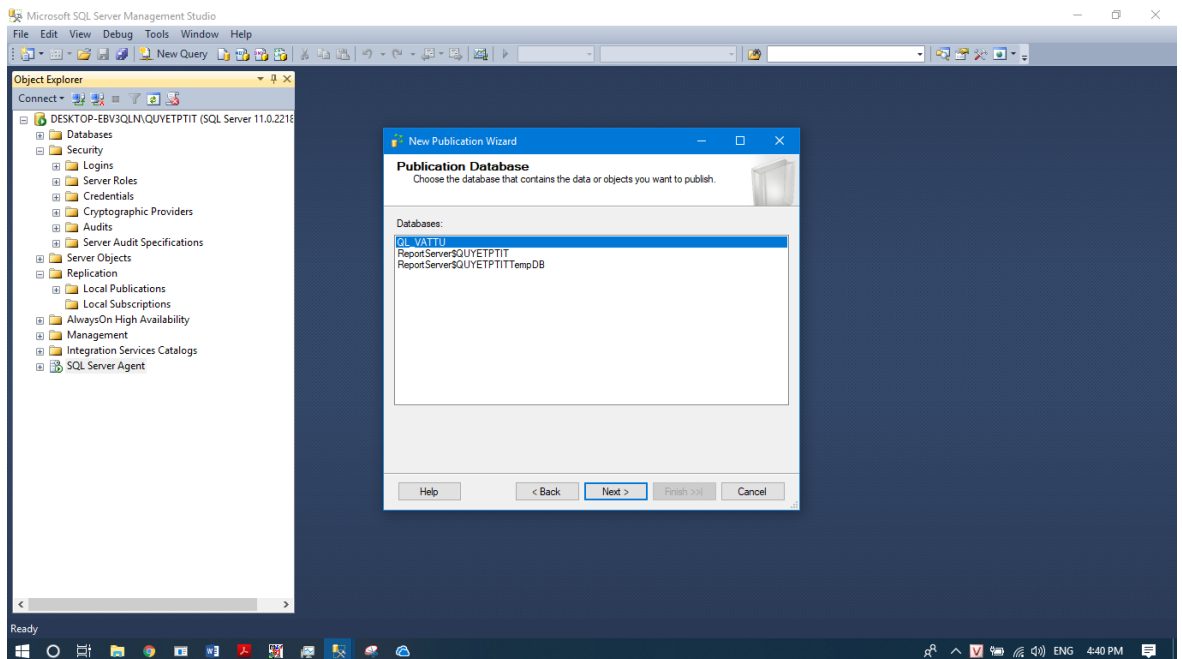 Microsoft SQL Server Management Studio
File Edit View Debug Tools Window Help
New Query
Object Explorer
Connect
DESKTOP-EBV3QLN\QUYETPTIT (SQL Server 11.0.2218
Databases
Security
Logins
Server Roles
Credentials
Cryptographic Providers
Audits
Server Audit Specifications
Server Objects
Replication
Local Publications
Local Subscriptions
AlwaysOn High Availability
Management
Integration Services Catalogs
SQL Server Agent
New Publication Wizard
Publication Database
Choose the database that contains the data or objects you want to publish.
Databases:
QL_VATTU
ReportServer$QUYETPTIT
ReportServer$QUYETPTITTempDB
Help < Back Next > Finish >>| Cancel
Ready
V ENG 4:40 PM